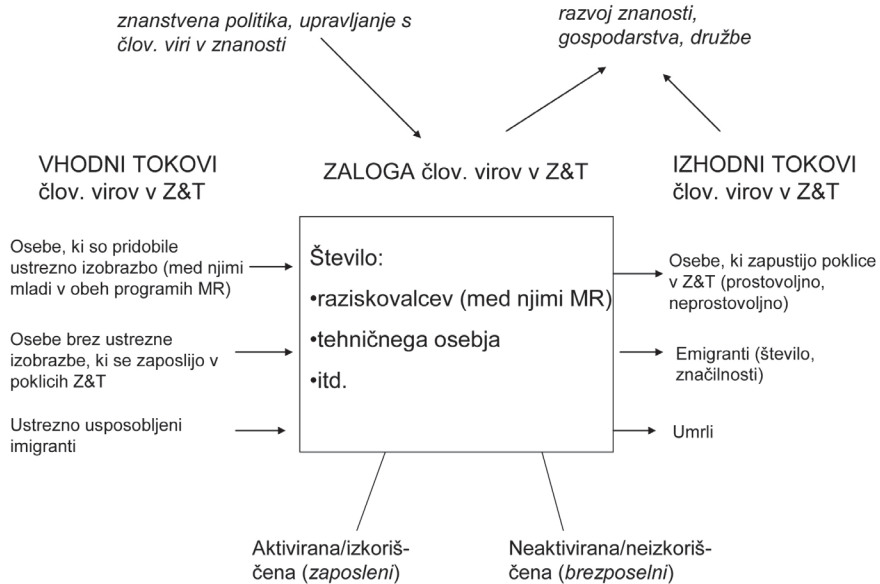 znanstvena politika, upravljanje s
člov. viri v znanosti
razvoj znanosti,
gospodarstva, družbe
VHODNI TOKOVI
člov. virov v Z&T
ZALOGA člov. virov v Z&T
IZHODNI TOKOVI
člov. virov v Z&T
Osebe, ki so pridobile
ustrezno izobrazbo (med njimi
mladi v obeh programih MR)
Osebe brez ustrezne
izobrazbe, ki se zaposlijo v
poklicih Z&T
Ustrezno usposobljeni
imigranti
Število:
•raziskovalcev (med njimi MR)
•tehničnega osebja
•itd.
Osebe, ki zapustijo poklice
v Z&T (prostovoljno,
neprostovoljno)
Emigranti (število,
značilnosti)
Umrli
Aktivirana/izkoriš-
čena (zaposleni)
Neaktivirana/neizkoriš-
čena (brezposelni)